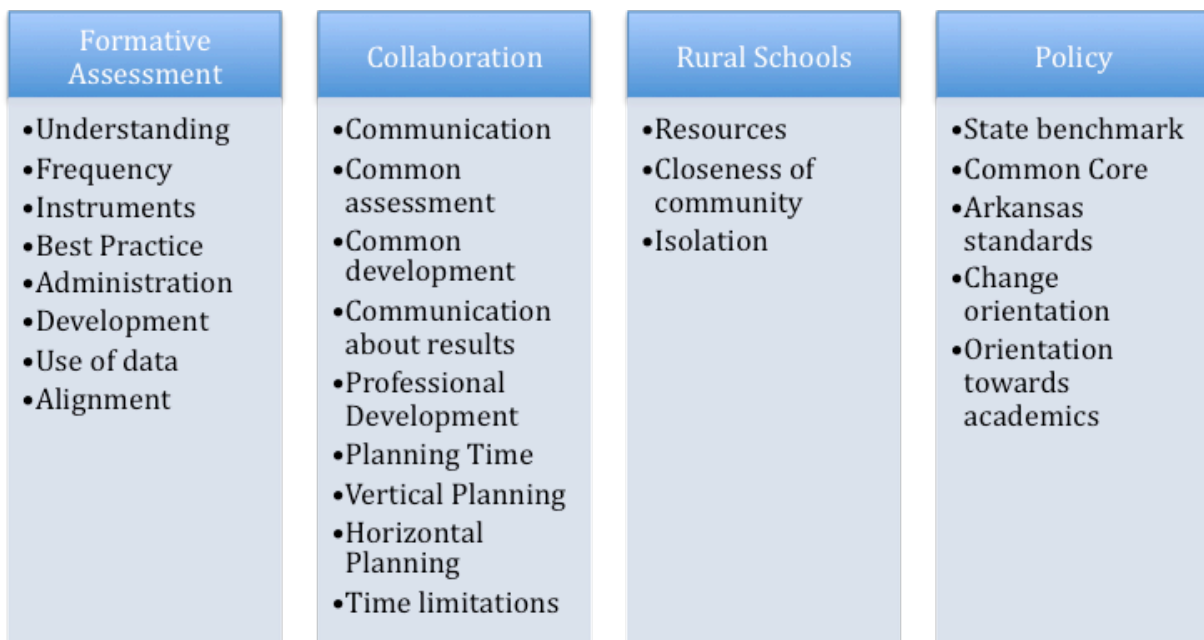 Formative
Assessment
•Understanding
•Frequency
•Instruments
•Best Practice
•Administration
•Development
•Use of data
•Alignment
Collaboration
•Communication
•Common
assessment
•Common
development
•Communication
about results
•Professional
Development
•Planning Time
•Vertical Planning
•Horizontal
Planning
•Time limitations
Rural Schools
•Resources
•Closeness of
community
•Isolation
Policy
•State benchmark
•Common Core
•Arkansas
standards
•Change
orientation
•Orientation
towards
academics